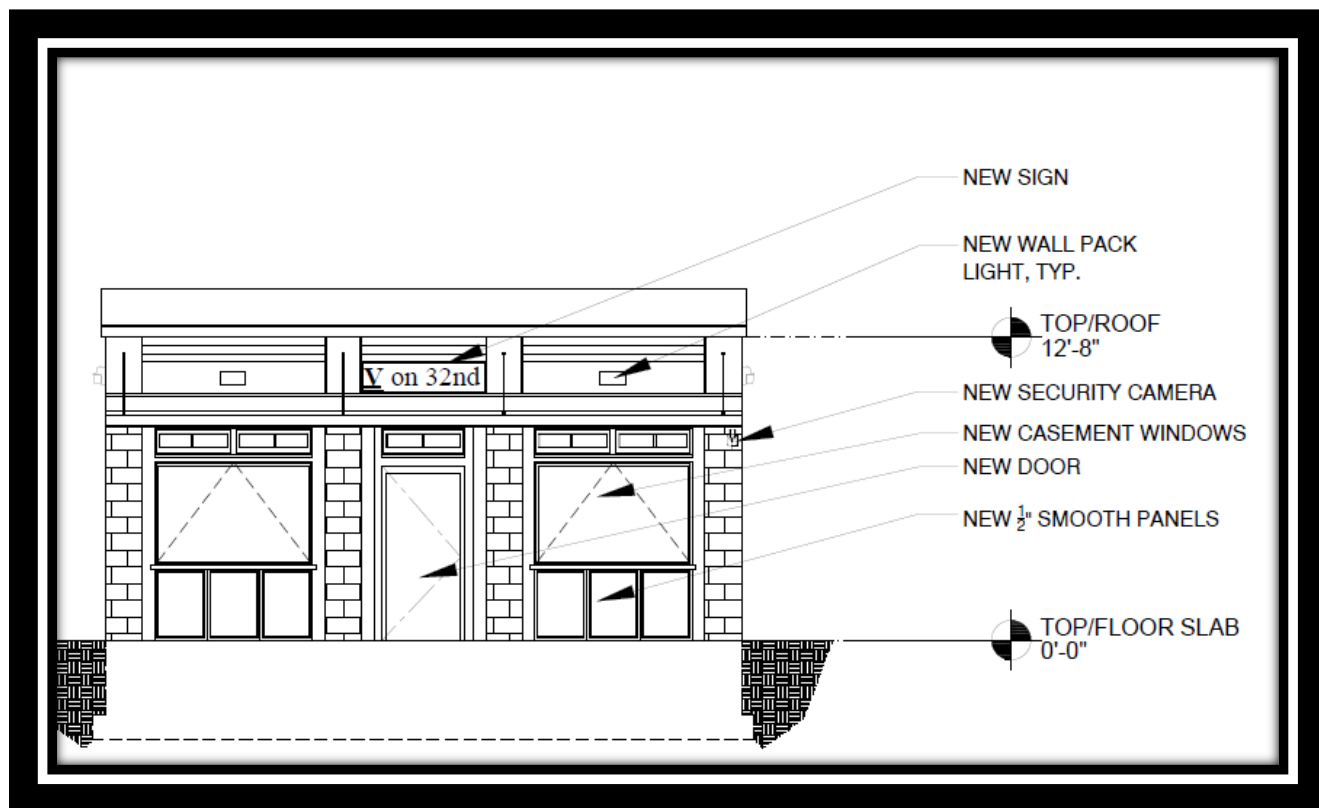 NEW SIGN
NEW WALL PACK
LIGHT, TYP.
TOP/ROOF
12'-8"
V on 32nd
NEW SECURITY CAMERA
NEW CASEMENT WINDOWS
NEW DOOR
NEW ½" SMOOTH PANELS
TOP/FLOOR SLAB
0'-0"